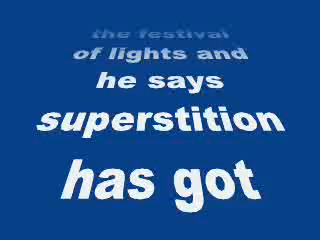 the festival
of lights and
he says
superstition
has got